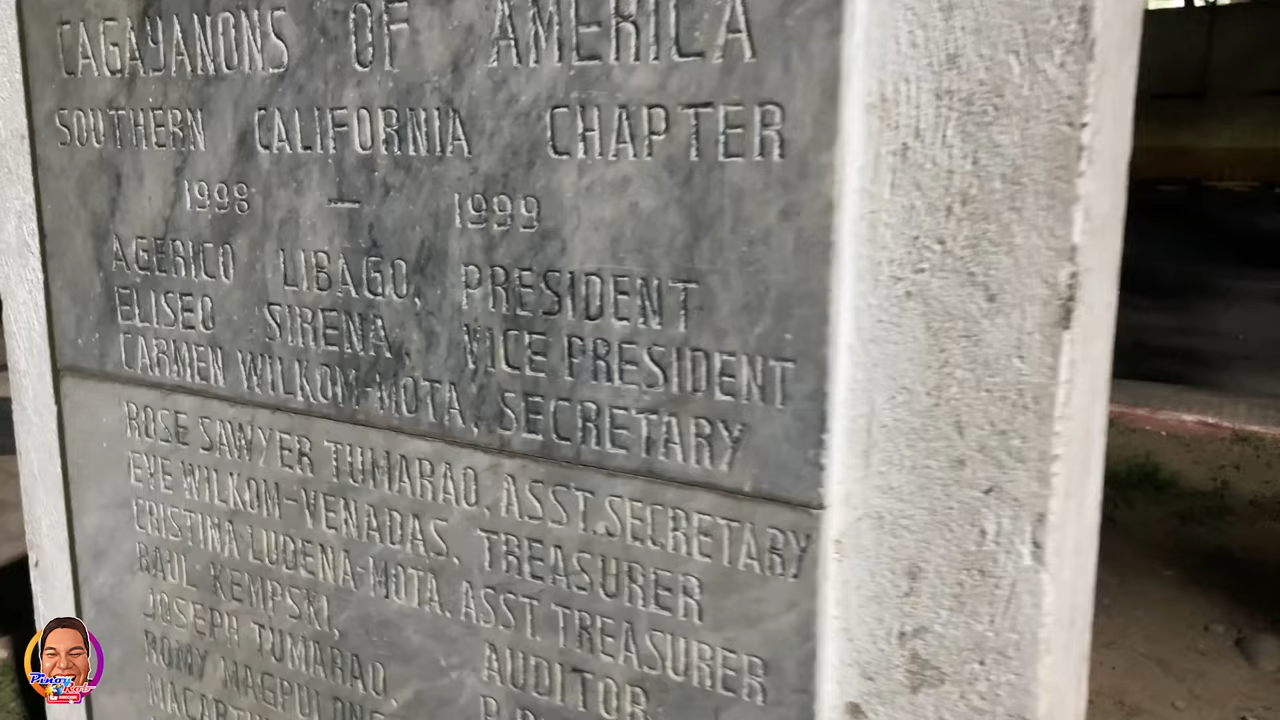 CAGAYANONS OF AMERICA
SOUTHERN CALIFORNIA CHAPTER
1998 — 1999
AGERICO LIBAGO, PRESIDENT
ELISEO SIRENA, VICE PRESIDENT
CARMEN WILKOM-MOTA, SECRETARY
ROSE SAWYER TUMARAO, ASST. SECRETARY
EVE WILKOM-VENADAS, TREASURER
CRISTINA LUDENA-MOTA, ASST. TREASURER
RAUL KEMPSKI, AUDITOR
JOSEPH TUMARAO,
ROMY MAGPULONG
Pinoy
SUBSCRIBE